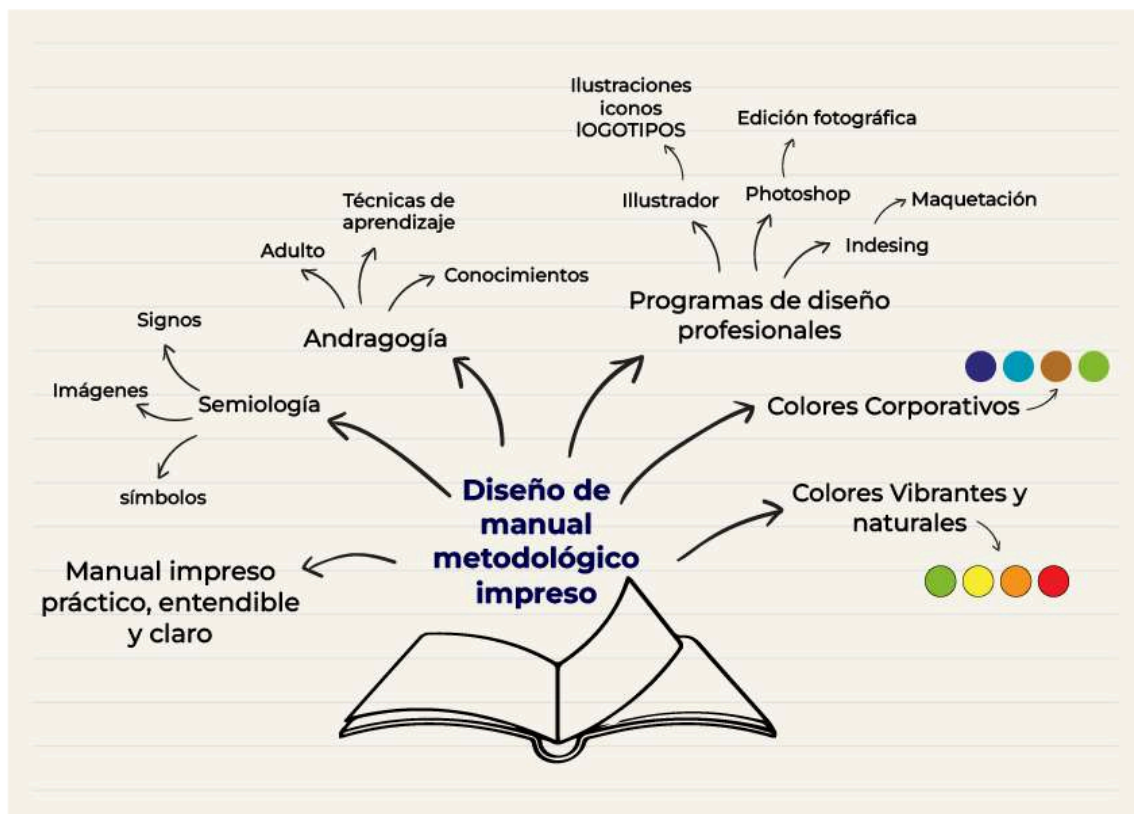 Ilustraciones
iconos
lOGOTIPOS
Edición fotográfica
Técnicas de
aprendizaje
Illustrador
Photoshop
Maquetación
Adulto
Indesing
Conocimientos
Programas de diseño
profesionales
Signos
Andragogía
Imágenes
Semiología
Colores Corporativos
símbolos
Diseño de
manual
metodológico
impreso
Colores Vibrantes y
naturales
Manual impreso
práctico, entendible
y claro